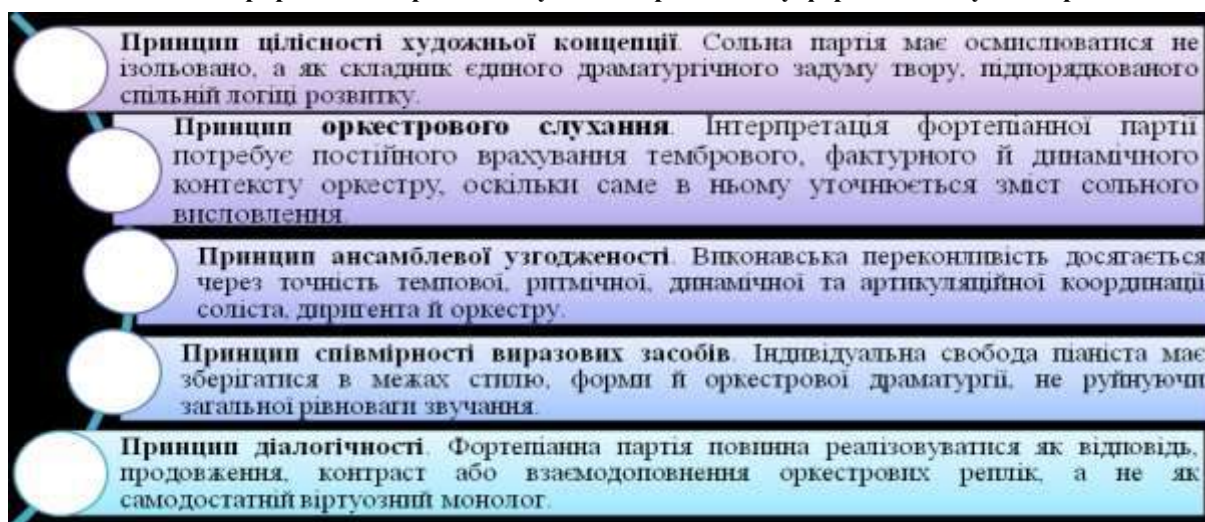 Принцип цілісності художньої концепції. Сольна партія має осмислюватися не
ізольовано, а як складник єдиного драматургічного задуму твору, підпорядкованого
спільній логіці розвитку.
Принцип оркестрового слухання. Інтерпретація фортепіанної партії
потребує постійного врахування тембрового, фактурного й динамічного
контексту оркестру, оскільки саме в ньому уточнюється зміст сольного
висловлення.
Принцип ансамблевої узгодженості. Виконавська переконливість досягається
через точність темпової, ритмічної, динамічної та артикуляційної координації
соліста, диригента й оркестру.
Принцип співмірності виразових засобів. Індивідуальна свобода піаніста має
зберігатися в межах стилю, форми й оркестрової драматургії, не руйнуючи
загальної рівноваги звучання.
Принцип діалогічності. Фортепіанна партія повинна реалізовуватися як відповідь,
продовження, контраст або взаємодоповнення оркестрових реплік, а не як
самодостатній віртуозний монолог.